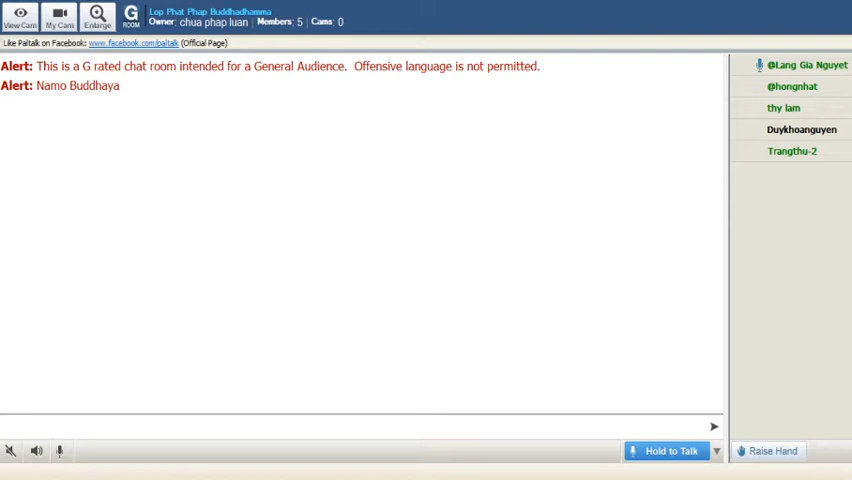 View Cam
My Cam
Enlarge
G
ROOM
Lop Phat Phap Buddhadhamma
Owner: chua phap luan Members: 5 Cams: 0
Like Paltalk on Facebook: www.facebook.com/paltalk (Official Page)
Alert: This is a G rated chat room intended for a General Audience. Offensive language is not permitted.
Alert: Namo Buddhaya
@Lang Gia Nguyet
@hongnhat
thy lam
Duykhoanguyen
Trangthu-2
Hold to Talk
Raise Hand